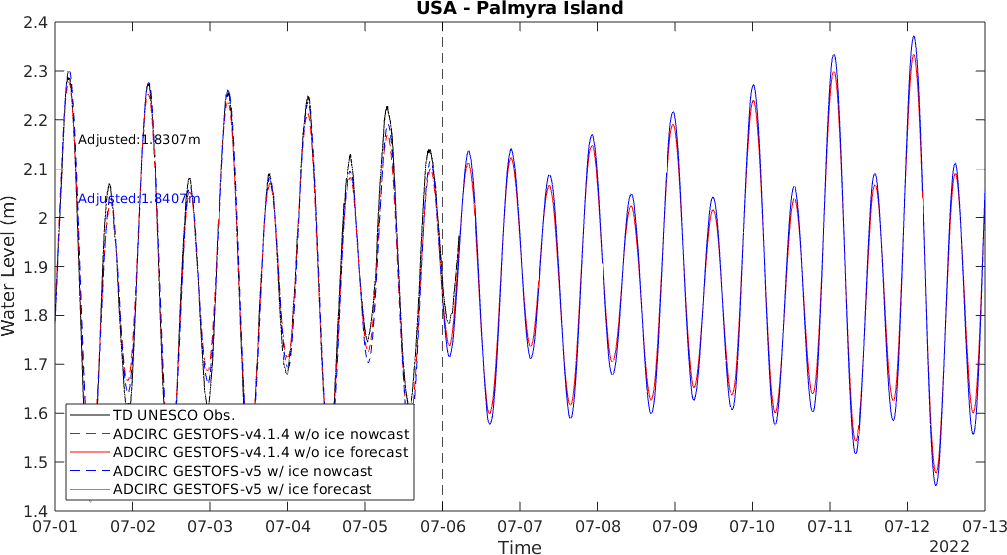 USA - Palmyra Island
2.4
2.3
2.2
2.1
2
1.9
1.8
1.7
1.6
1.5
1.4
Water Level (m)
Adjusted:1.8307m
Adjusted:1.8407m
TD UNESCO Obs.
ADCIRC GESTOFS-v4.1.4 w/o ice nowcast
ADCIRC GESTOFS-v4.1.4 w/o ice forecast
ADCIRC GESTOFS-v5 w/ ice nowcast
ADCIRC GESTOFS-v5 w/ ice forecast
07-01 07-02 07-03 07-04 07-05 07-06 07-07 07-08 07-09 07-10 07-11 07-12 07-13
Time
2022